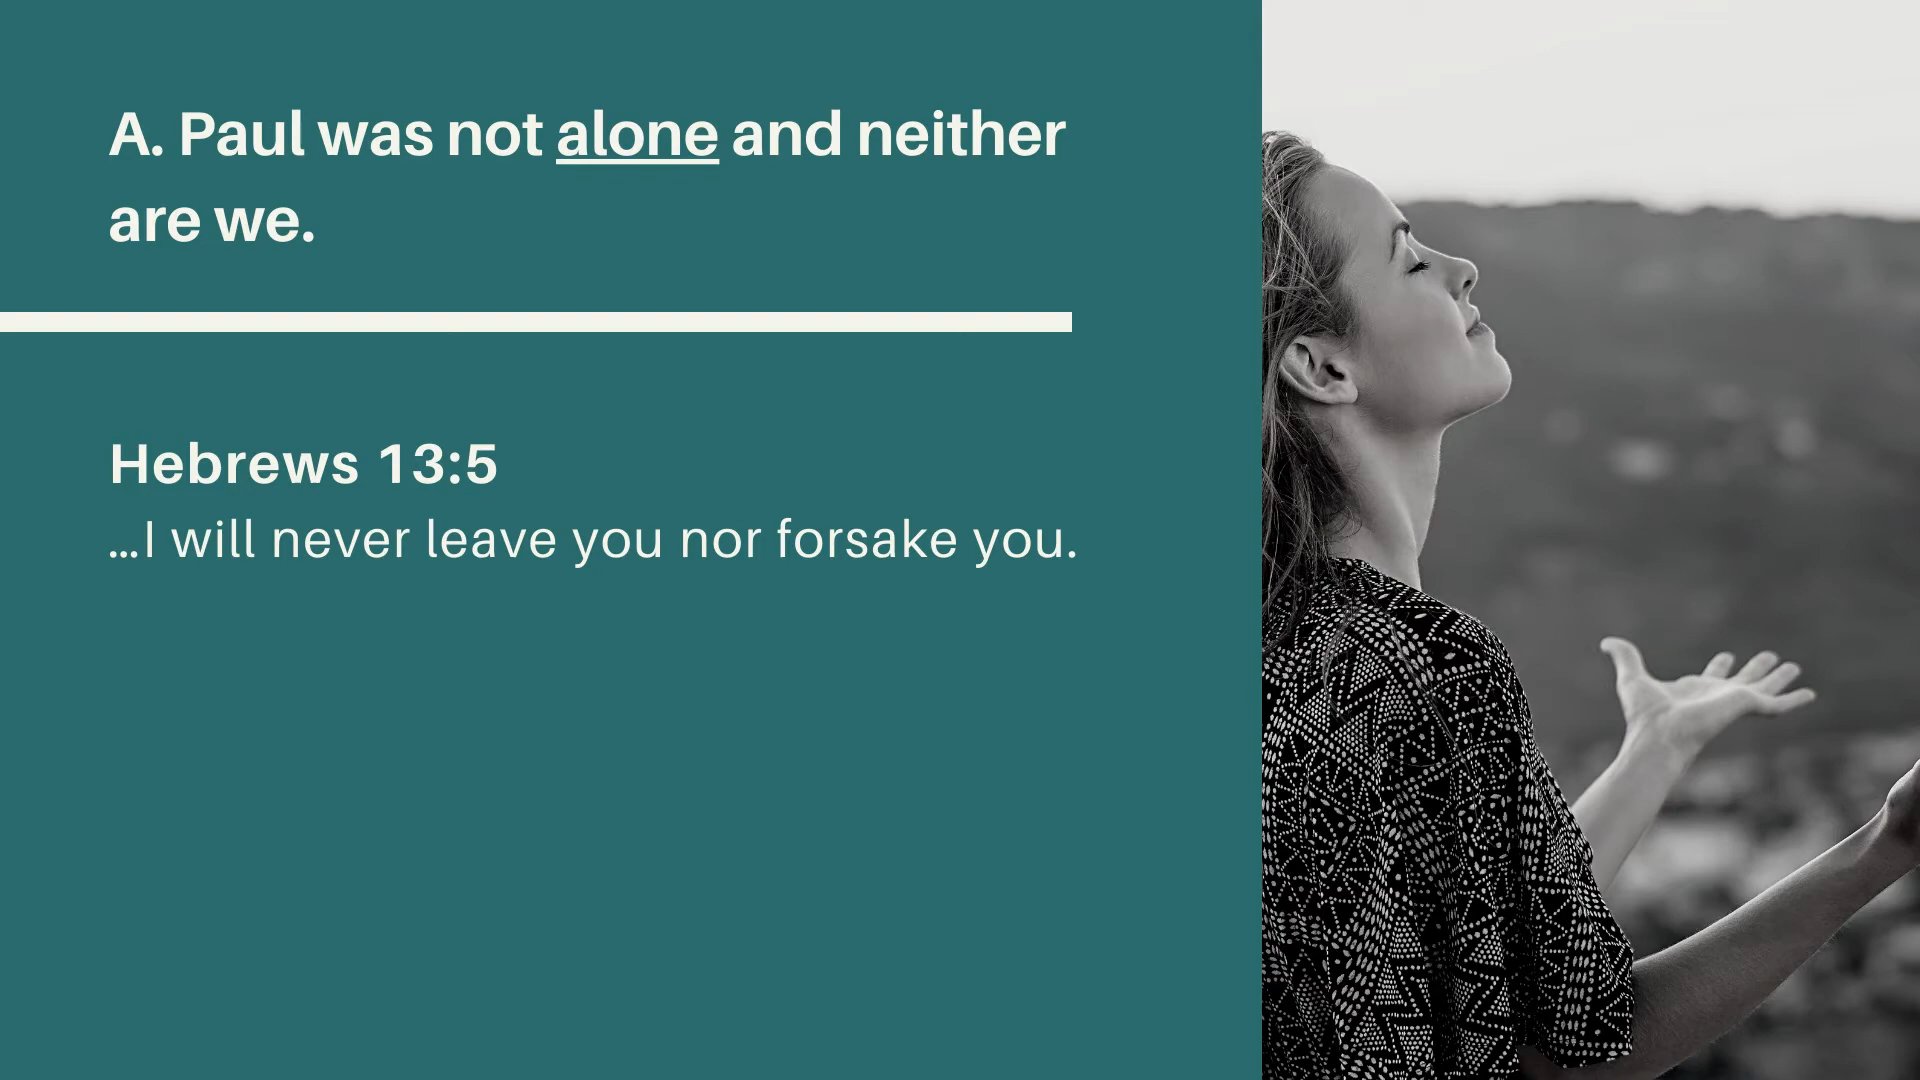 A. Paul was not alone and neither
are we.
Hebrews 13:5
...I will never leave you nor forsake you.